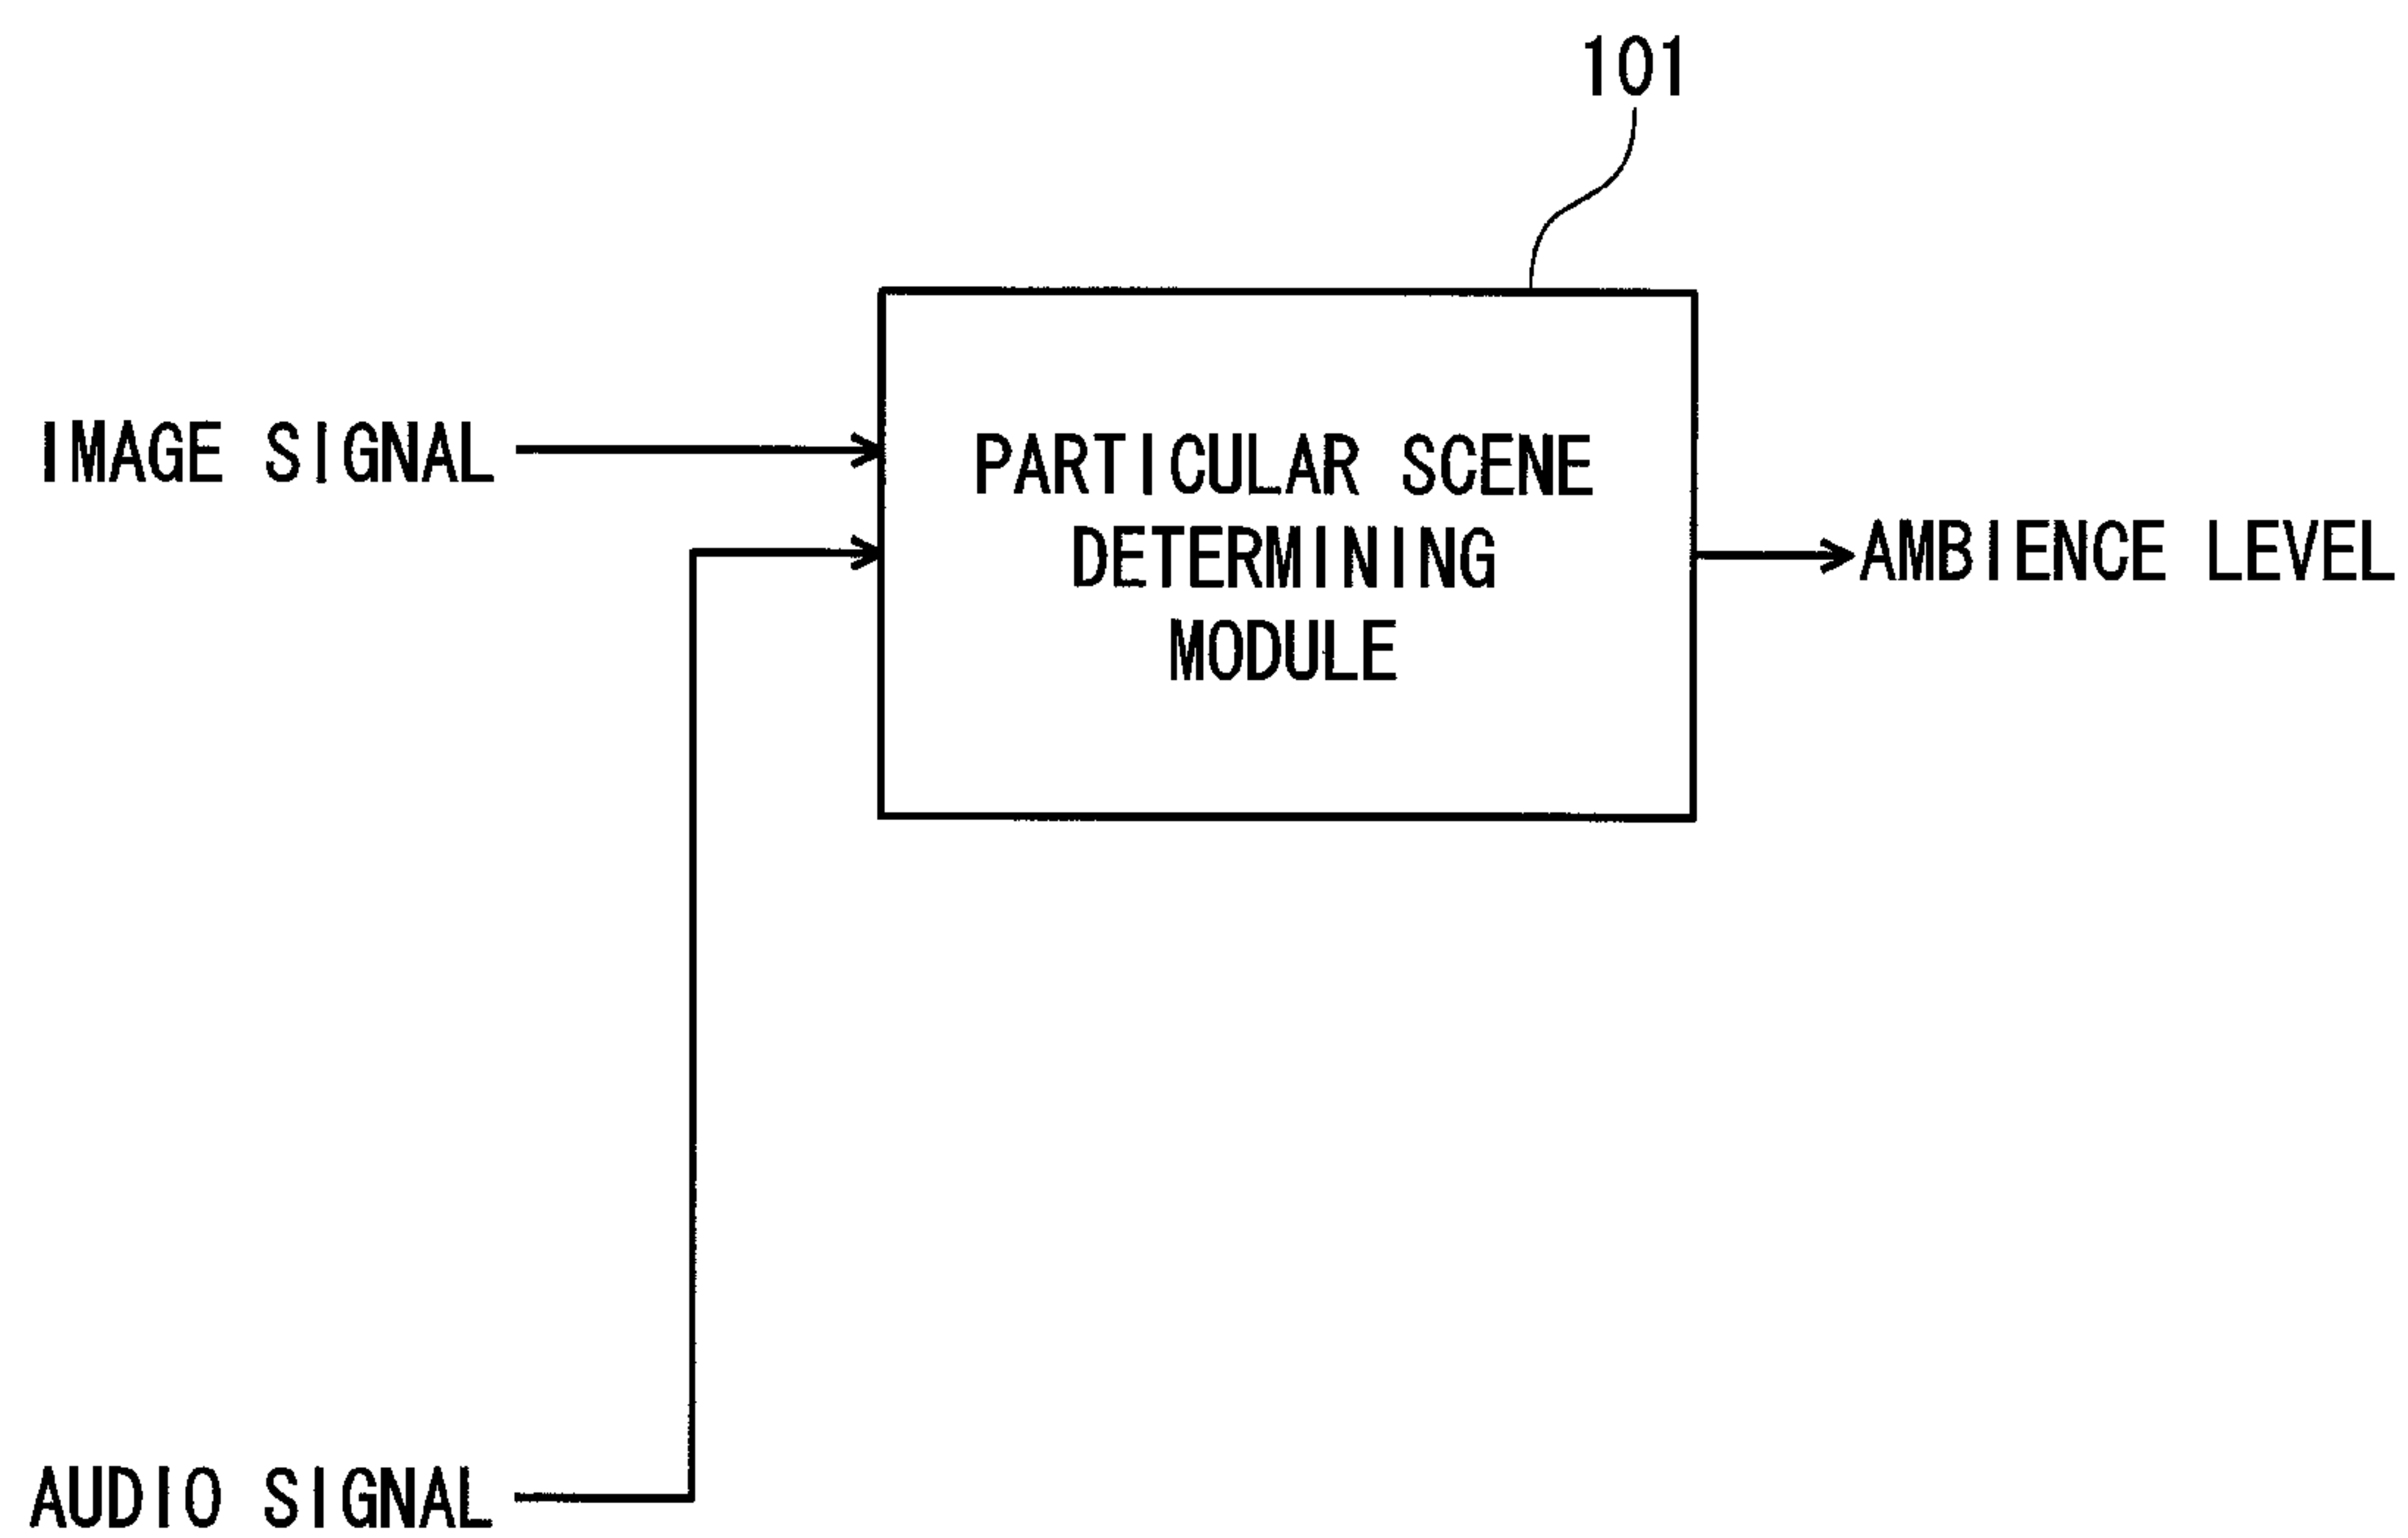 101
IMAGE SIGNAL
PARTICULAR SCENE
DETERMINING
MODULE
AMBIENCE LEVEL
AUDIO SIGNAL